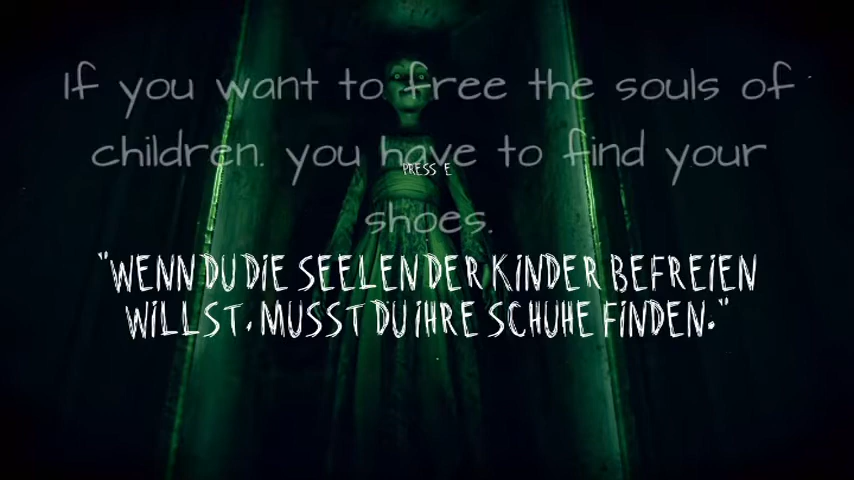 If you want to free the souls of
children. you have to find your
PRESS E
shoes.
"WENN DU DIE SEELEN DER KINDER BEFREIEN
WILLST, MUSST DU IHRE SCHUHE FINDEN."